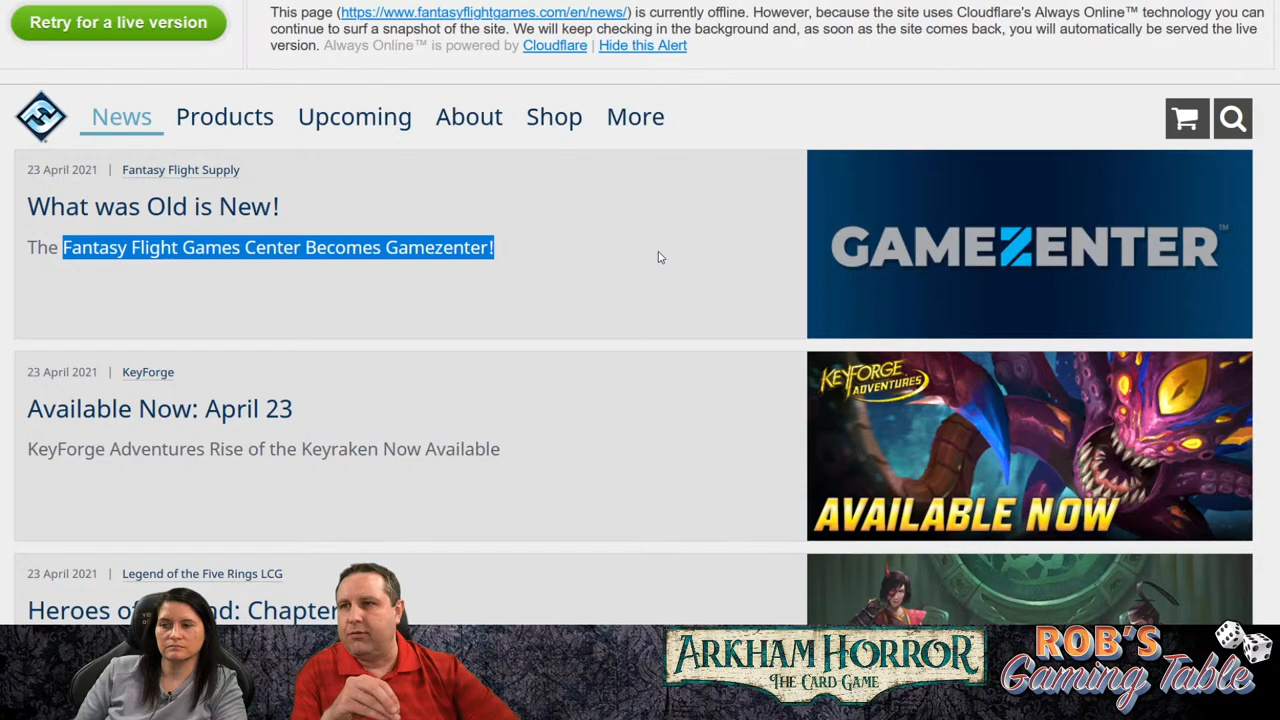 Retry for a live version
This page (https://www.fantasyflightgames.com/en/news/) is currently offline. However, because the site uses Cloudflare's Always Online™ technology you can
continue to surf a snapshot of the site. We will keep checking in the background and, as soon as the site comes back, you will automatically be served the live
version. Always Online™ is powered by Cloudflare | Hide this Alert
News Products Upcoming About Shop More
23 April 2021 | Fantasy Flight Supply
What was Old is New!
The Fantasy Flight Games Center Becomes Gamezenter!
GAMEZENTER™
23 April 2021 | KeyForge
Available Now: April 23
KeyForge Adventures Rise of the Keyraken Now Available
KEYFORGE
ADVENTURES
AVAILABLE NOW
23 April 2021 | Legend of the Five Rings LCG
Heroes of nd: Chapter
ARKHAM HORROR
THE CARD GAME
ROB'S
Gaming Table